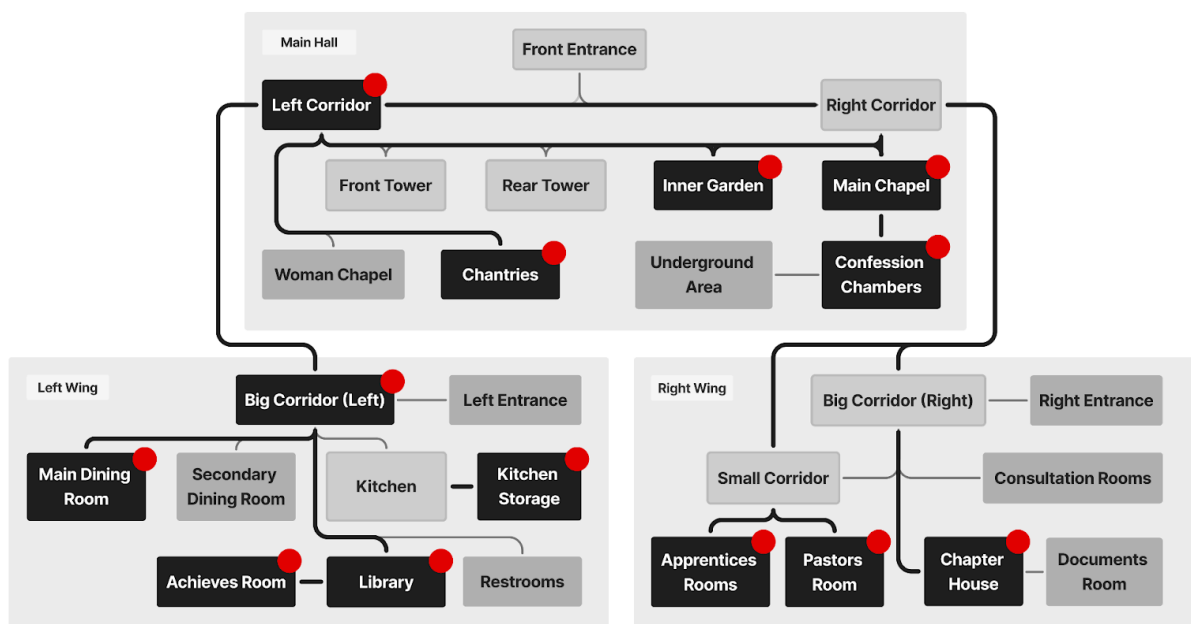 Main Hall
Front Entrance
Left Corridor
Right Corridor
Front Tower
Rear Tower
Inner Garden
Main Chapel
Woman Chapel
Chantries
Underground
Area
Confession
Chambers
Left Wing
Big Corridor (Left)
Left Entrance
Main Dining
Room
Secondary
Dining Room
Kitchen
Kitchen
Storage
Achieves Room
Library
Restrooms
Right Wing
Big Corridor (Right)
Right Entrance
Small Corridor
Consultation Rooms
Apprentices
Rooms
Pastors
Room
Chapter
House
Documents
Room